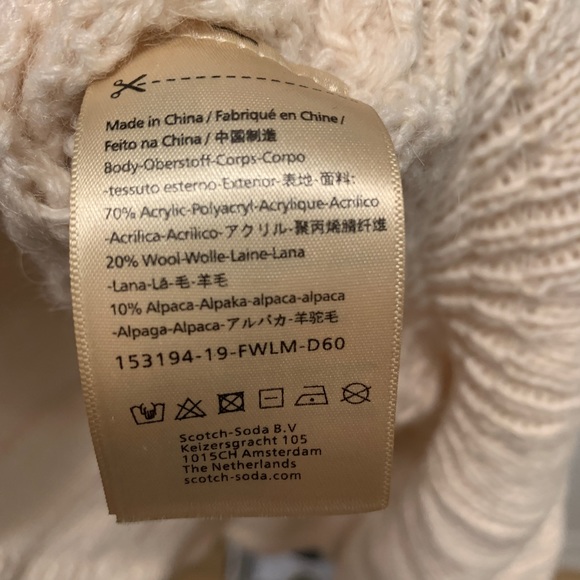 Made in China / Fabriqué en Chine /
Feito na China / 中国制造
Body-Oberstoff-Corps-Corpo
-tessuto esterno-Exterior-表地-面料:
70% Acrylic-Polyacryl-Acrylique-Acrílico
-Acrilica-Acrilico-アクリル-聚丙烯腈纤维
20% Wool-Wolle-Laine-Lana
-Lana-Lã-毛-羊毛
10% Alpaca-Alpaka-alpaca-alpaca
-Alpaga-Alpaca-アルパカ-羊驼毛
153194-19-FWLM-D60
Scotch-Soda B.V
Keizersgracht 105
1015CH Amsterdam
The Netherlands
scotch-soda.com